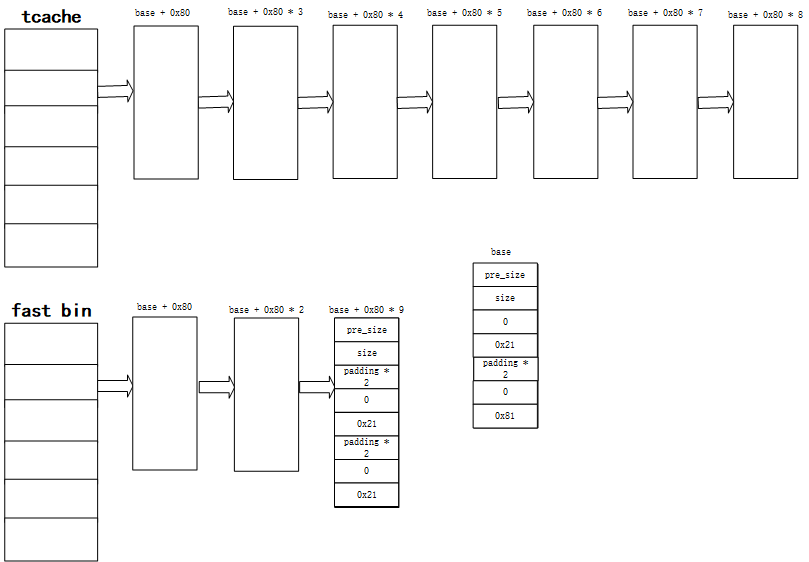 tcache
base + 0x80
base + 0x80 * 3
base + 0x80 * 4
base + 0x80 * 5
base + 0x80 * 6
base + 0x80 * 7
base + 0x80 * 8
fast bin
base + 0x80
base + 0x80 * 2
base + 0x80 * 9
pre_size
size
padding *
2
0
0x21
padding *
2
0
0x21
base
pre_size
size
0
0x21
padding *
2
0
0x81